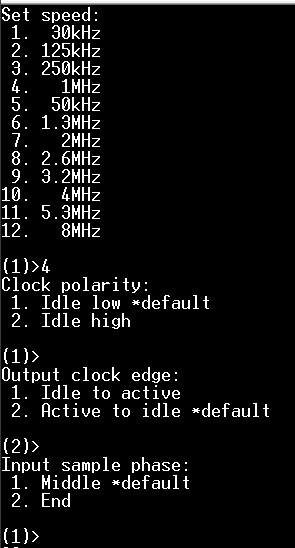 Set speed:
 1.  30kHz
 2. 125kHz
 3. 250kHz
 4.   1MHz
 5.  50kHz
 6. 1.3MHz
 7.   2MHz
 8. 2.6MHz
 9. 3.2MHz
10.   4MHz
11. 5.3MHz
12.   8MHz
(1)>4
Clock polarity:
 1. Idle low *default
 2. Idle high
(1)>
Output clock edge:
 1. Idle to active
 2. Active to idle *default
(2)>
Input sample phase:
 1. Middle *default
 2. End
(1)>